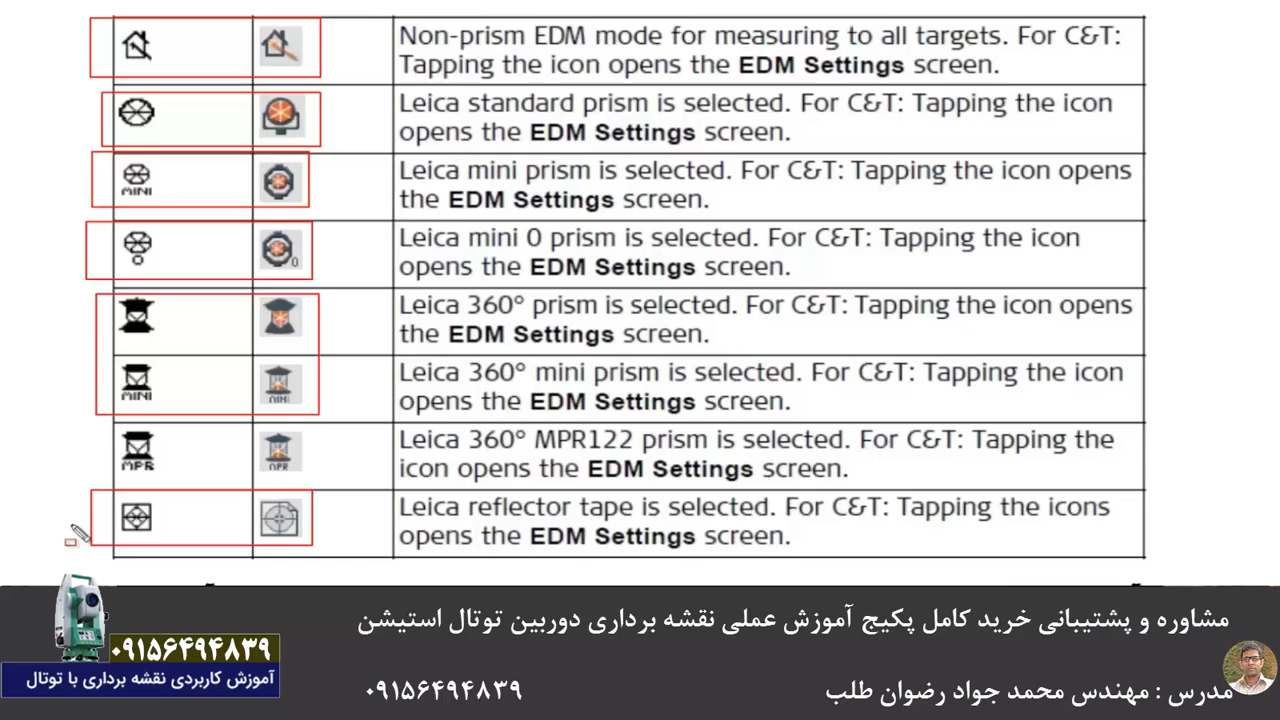 Non-prism EDM mode for measuring to all targets. For C&T:
Tapping the icon opens the EDM Settings screen.
Leica standard prism is selected. For C&T: Tapping the icon
opens the EDM Settings screen.
MINI
Leica mini prism is selected. For C&T: Tapping the icon opens
the EDM Settings screen.
0
0
Leica mini 0 prism is selected. For C&T: Tapping the icon
opens the EDM Settings screen.
Leica 360° prism is selected. For C&T: Tapping the icon opens
the EDM Settings screen.
MINI
MINI
Leica 360° mini prism is selected. For C&T: Tapping the icon
opens the EDM Settings screen.
MPR
MPR
Leica 360° MPR122 prism is selected. For C&T: Tapping the
icon opens the EDM Settings screen.
Leica reflector tape is selected. For C&T: Tapping the icons
opens the EDM Settings screen.
مشاوره و پشتیبانی خرید کامل پکیج آموزش عملی نقشه برداری دوربین توتال استیشن
۰۹۱۵۶۴۹۴۸۳۹
آموزش کاربردی نقشه برداری با توتال
مدرس : مهندس محمد جواد رضوان طلب
۰۹۱۵۶۴۹۴۸۳۹